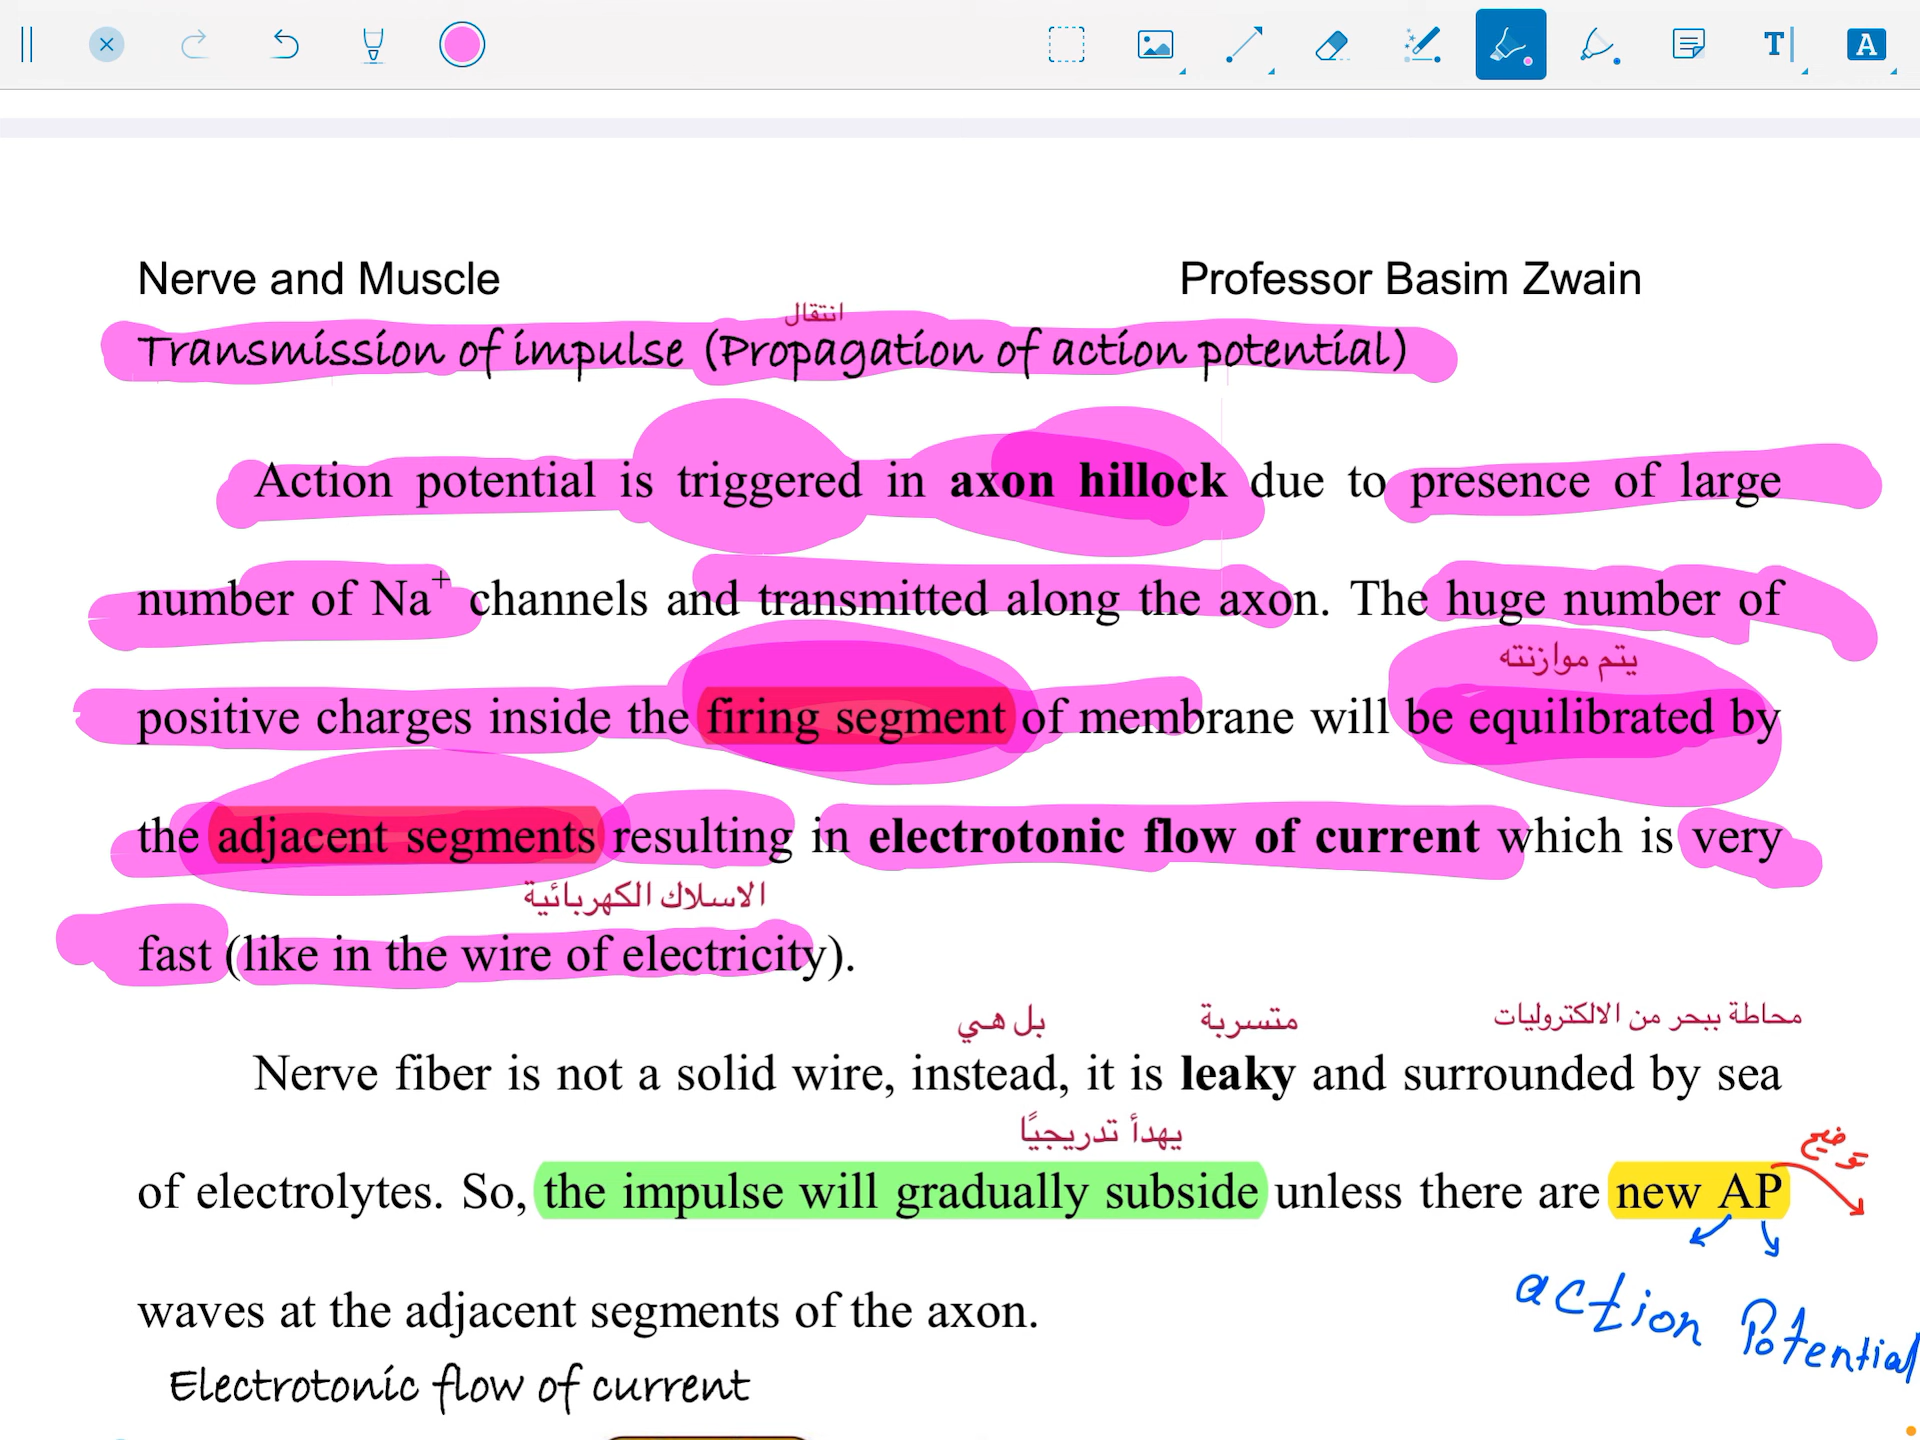 Nerve and Muscle Professor Basim Zwain
انتقال
Transmission of impulse (Propagation of action potential)
Action potential is triggered in axon hillock due to presence of large
number of Na+ channels and transmitted along the axon. The huge number of
يتم موازنته
positive charges inside the firing segment of membrane will be equilibrated by
the adjacent segments resulting in electrotonic flow of current which is very
الاسلاك الكهربائية
fast (like in the wire of electricity).
بل هي متسربة محاطة ببحر من الالكتروليات
Nerve fiber is not a solid wire, instead, it is leaky and surrounded by sea
يهدأ تدريجيًا
توضيح
of electrolytes. So, the impulse will gradually subside unless there are new AP
action Potential
waves at the adjacent segments of the axon.
Electrotonic flow of current